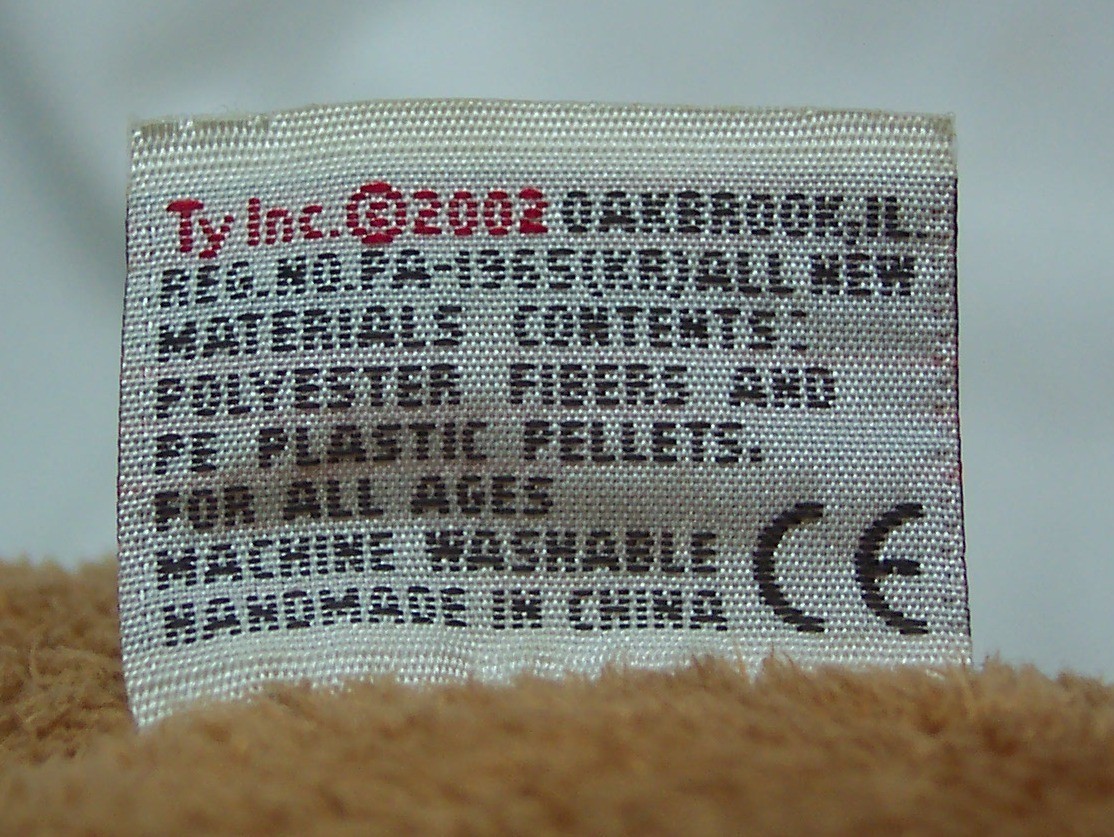 Ty Inc.©2002 OAKBROOK,IL.
REG.NO.PA-1965(KR)ALL NEW
MATERIALS CONTENTS:
POLYESTER FIBERS AND
PE PLASTIC PELLETS.
FOR ALL AGES
MACHINE WASHABLE
HANDMADE IN CHINA
CE